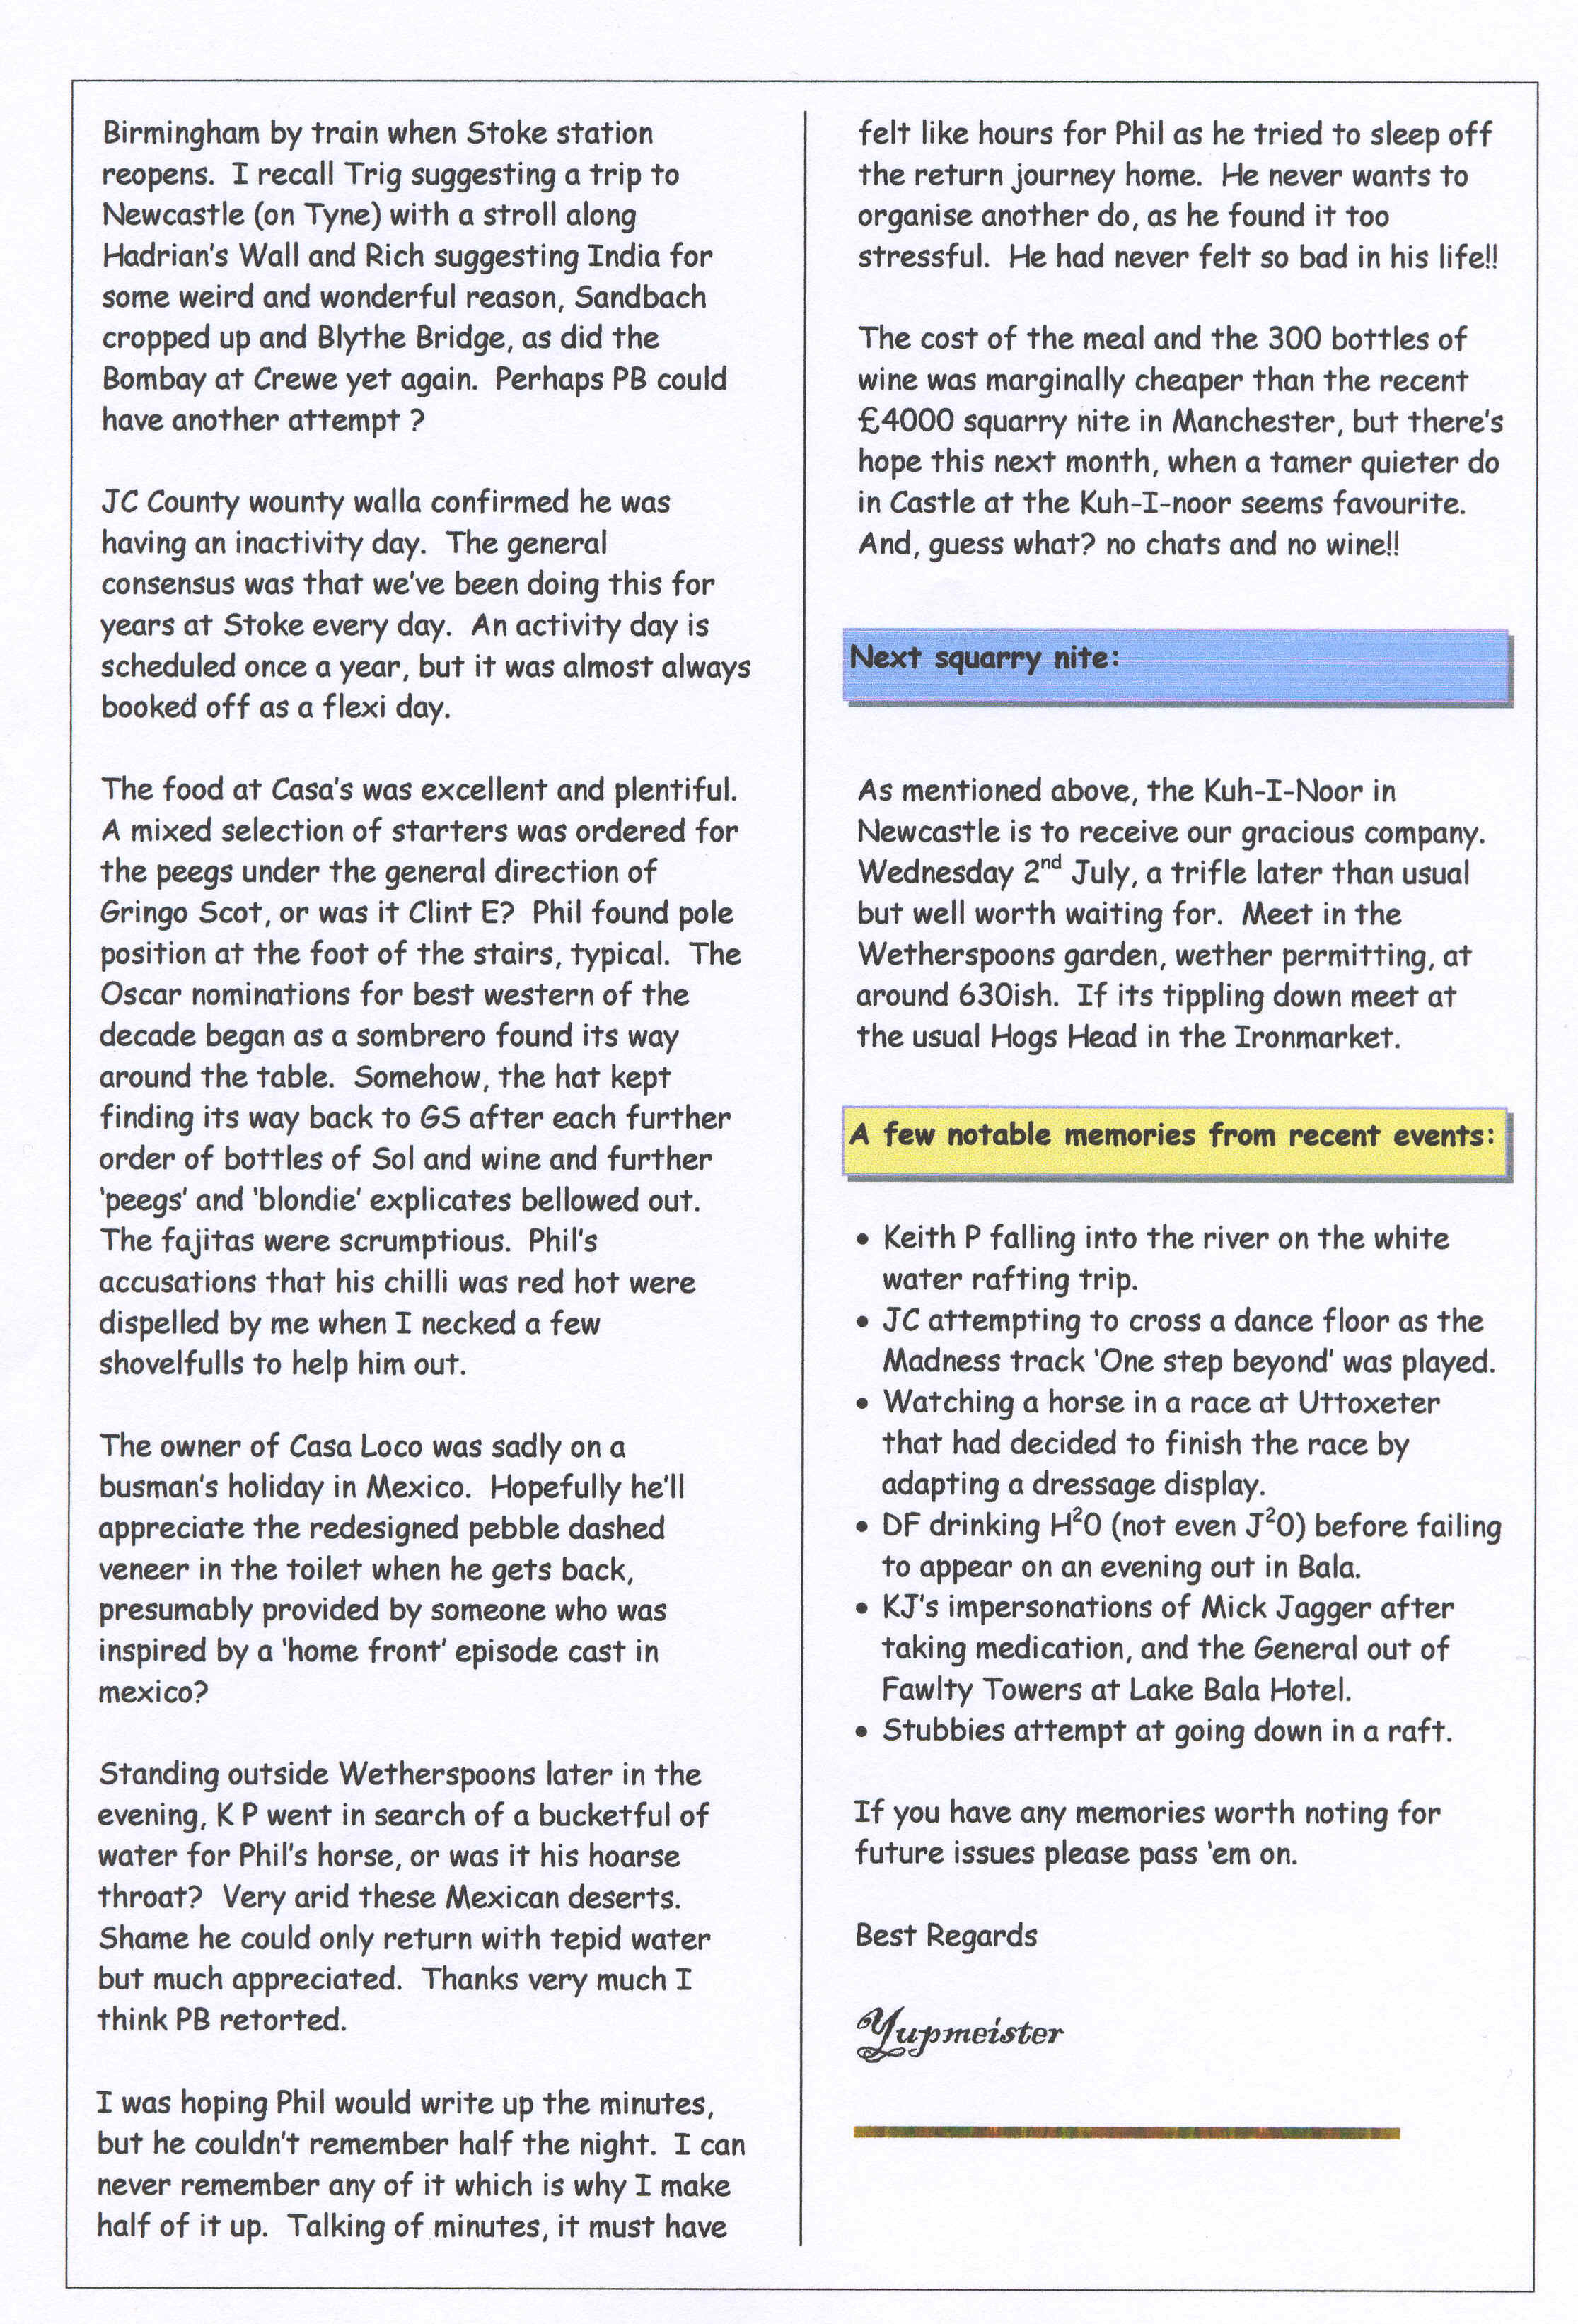 Birmingham by train when Stoke station
reopens. I recall Trig suggesting a trip to
Newcastle (on Tyne) with a stroll along
Hadrian's Wall and Rich suggesting India for
some weird and wonderful reason, Sandbach
cropped up and Blythe Bridge, as did the
Bombay at Crewe yet again. Perhaps PB could
have another attempt ?
JC County wounty walla confirmed he was
having an inactivity day. The general
consensus was that we've been doing this for
years at Stoke every day. An activity day is
scheduled once a year, but it was almost always
booked off as a flexi day.
The food at Casa's was excellent and plentiful.
A mixed selection of starters was ordered for
the peegs under the general direction of
Gringo Scot, or was it Clint E? Phil found pole
position at the foot of the stairs, typical. The
Oscar nominations for best western of the
decade began as a sombrero found its way
around the table. Somehow, the hat kept
finding its way back to GS after each further
order of bottles of Sol and wine and further
'peegs' and 'blondie' explicates bellowed out.
The fajitas were scrumptious. Phil's
accusations that his chilli was red hot were
dispelled by me when I necked a few
shovelfulls to help him out.
The owner of Casa Loco was sadly on a
busman's holiday in Mexico. Hopefully he'll
appreciate the redesigned pebble dashed
veneer in the toilet when he gets back,
presumably provided by someone who was
inspired by a 'home front' episode cast in
mexico?
Standing outside Wetherspoons later in the
evening, K P went in search of a bucketful of
water for Phil's horse, or was it his hoarse
throat? Very arid these Mexican deserts.
Shame he could only return with tepid water
but much appreciated. Thanks very much I
think PB retorted.
I was hoping Phil would write up the minutes,
but he couldn't remember half the night. I can
never remember any of it which is why I make
half of it up. Talking of minutes, it must have
felt like hours for Phil as he tried to sleep off
the return journey home. He never wants to
organise another do, as he found it too
stressful. He had never felt so bad in his life!!
The cost of the meal and the 300 bottles of
wine was marginally cheaper than the recent
£4000 squarry nite in Manchester, but there's
hope this next month, when a tamer quieter do
in Castle at the Kuh-I-noor seems favourite.
And, guess what? no chats and no wine!!
Next squarry nite:
As mentioned above, the Kuh-I-Noor in
Newcastle is to receive our gracious company.
Wednesday 2nd July, a trifle later than usual
but well worth waiting for. Meet in the
Wetherspoons garden, wether permitting, at
around 630ish. If its tippling down meet at
the usual Hogs Head in the Ironmarket.
A few notable memories from recent events:
• Keith P falling into the river on the white
water rafting trip.
• JC attempting to cross a dance floor as the
Madness track 'One step beyond' was played.
• Watching a horse in a race at Uttoxeter
that had decided to finish the race by
adapting a dressage display.
• DF drinking H²0 (not even J²0) before failing
to appear on an evening out in Bala.
• KJ's impersonations of Mick Jagger after
taking medication, and the General out of
Fawlty Towers at Lake Bala Hotel.
• Stubbies attempt at going down in a raft.
If you have any memories worth noting for
future issues please pass 'em on.
Best Regards
Yupmeister